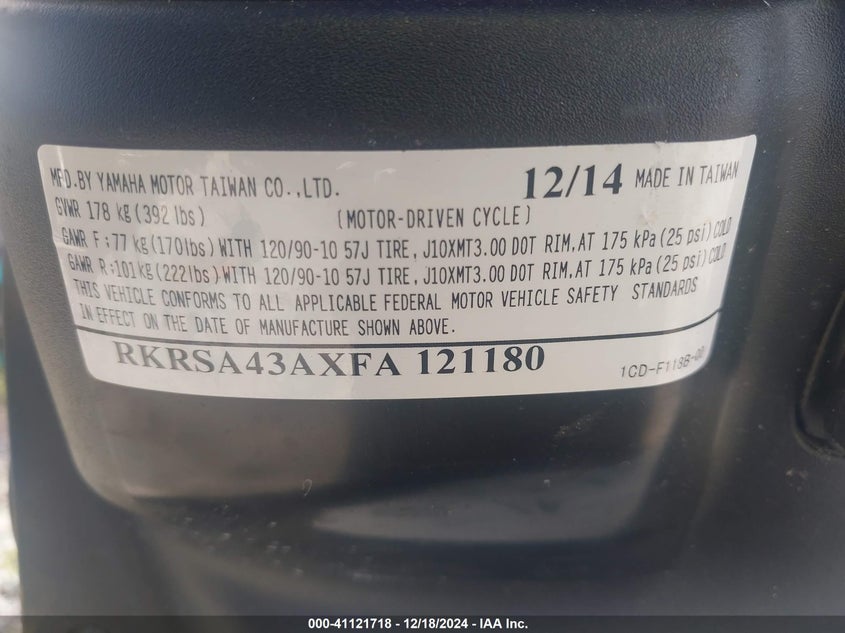 MFD.BY YAMAHA MOTOR TAIWAN CO.,LTD. 12/14 MADE IN TAIWAN
GVWR 178 kg(392 lbs) (MOTOR-DRIVEN CYCLE)
GAWR F:77 kg(170lbs) WITH 120/90-10 57J TIRE, J10XMT3.00 DOT RIM, AT 175 kPa(25 psi) COLD
GAWR R:101kg(222lbs) WITH 120/90-10 57J TIRE, J10XMT3.00 DOT RIM, AT 175 kPa(25 psi) COLD
THIS VEHICLE CONFORMS TO ALL APPLICABLE FEDERAL MOTOR VEHICLE SAFETY STANDARDS
IN EFFECT ON THE DATE OF MANUFACTURE SHOWN ABOVE.
RKRSA43AXFA 121180 1CD-F118B-00
000-41121718 - 12/18/2024 - IAA Inc.